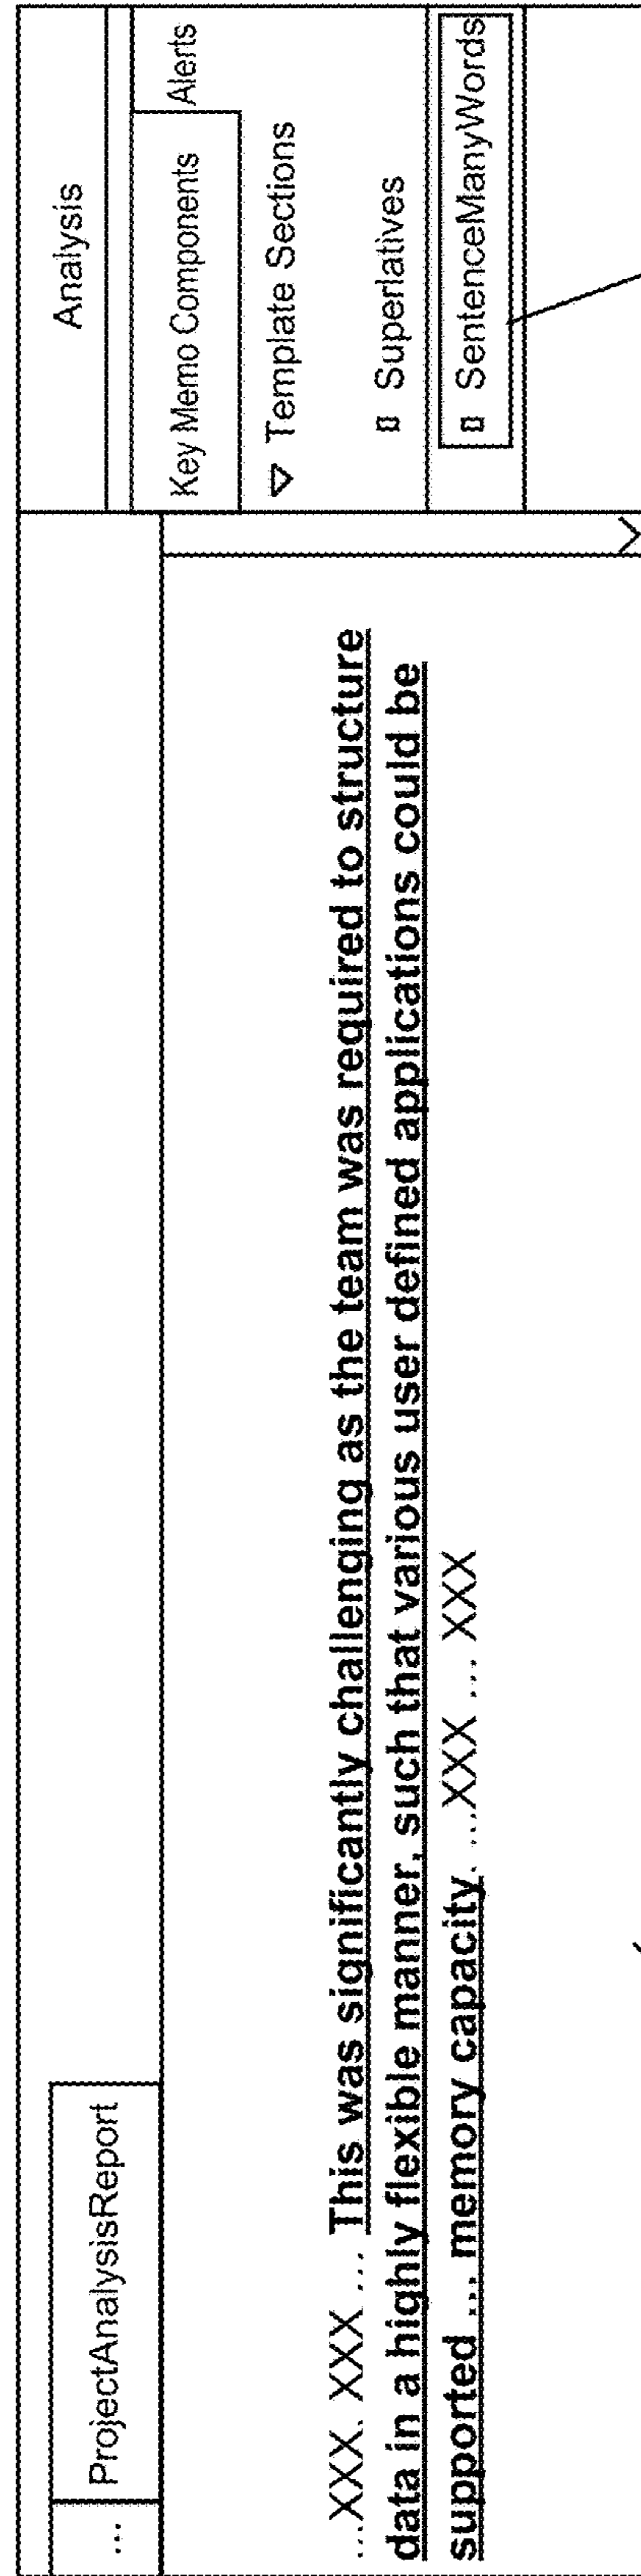 ... ProjectAnalysisReport
...XXX. XXX ... This was significantly challenging as the team was required to structure
data in a highly flexible manner, such that various user defined applications could be
supported ... memory capacity. ...XXX ... XXX
Analysis
Key Memo Components Alerts
▽ Template Sections
▯ Superlatives
▯ SentenceManyWords